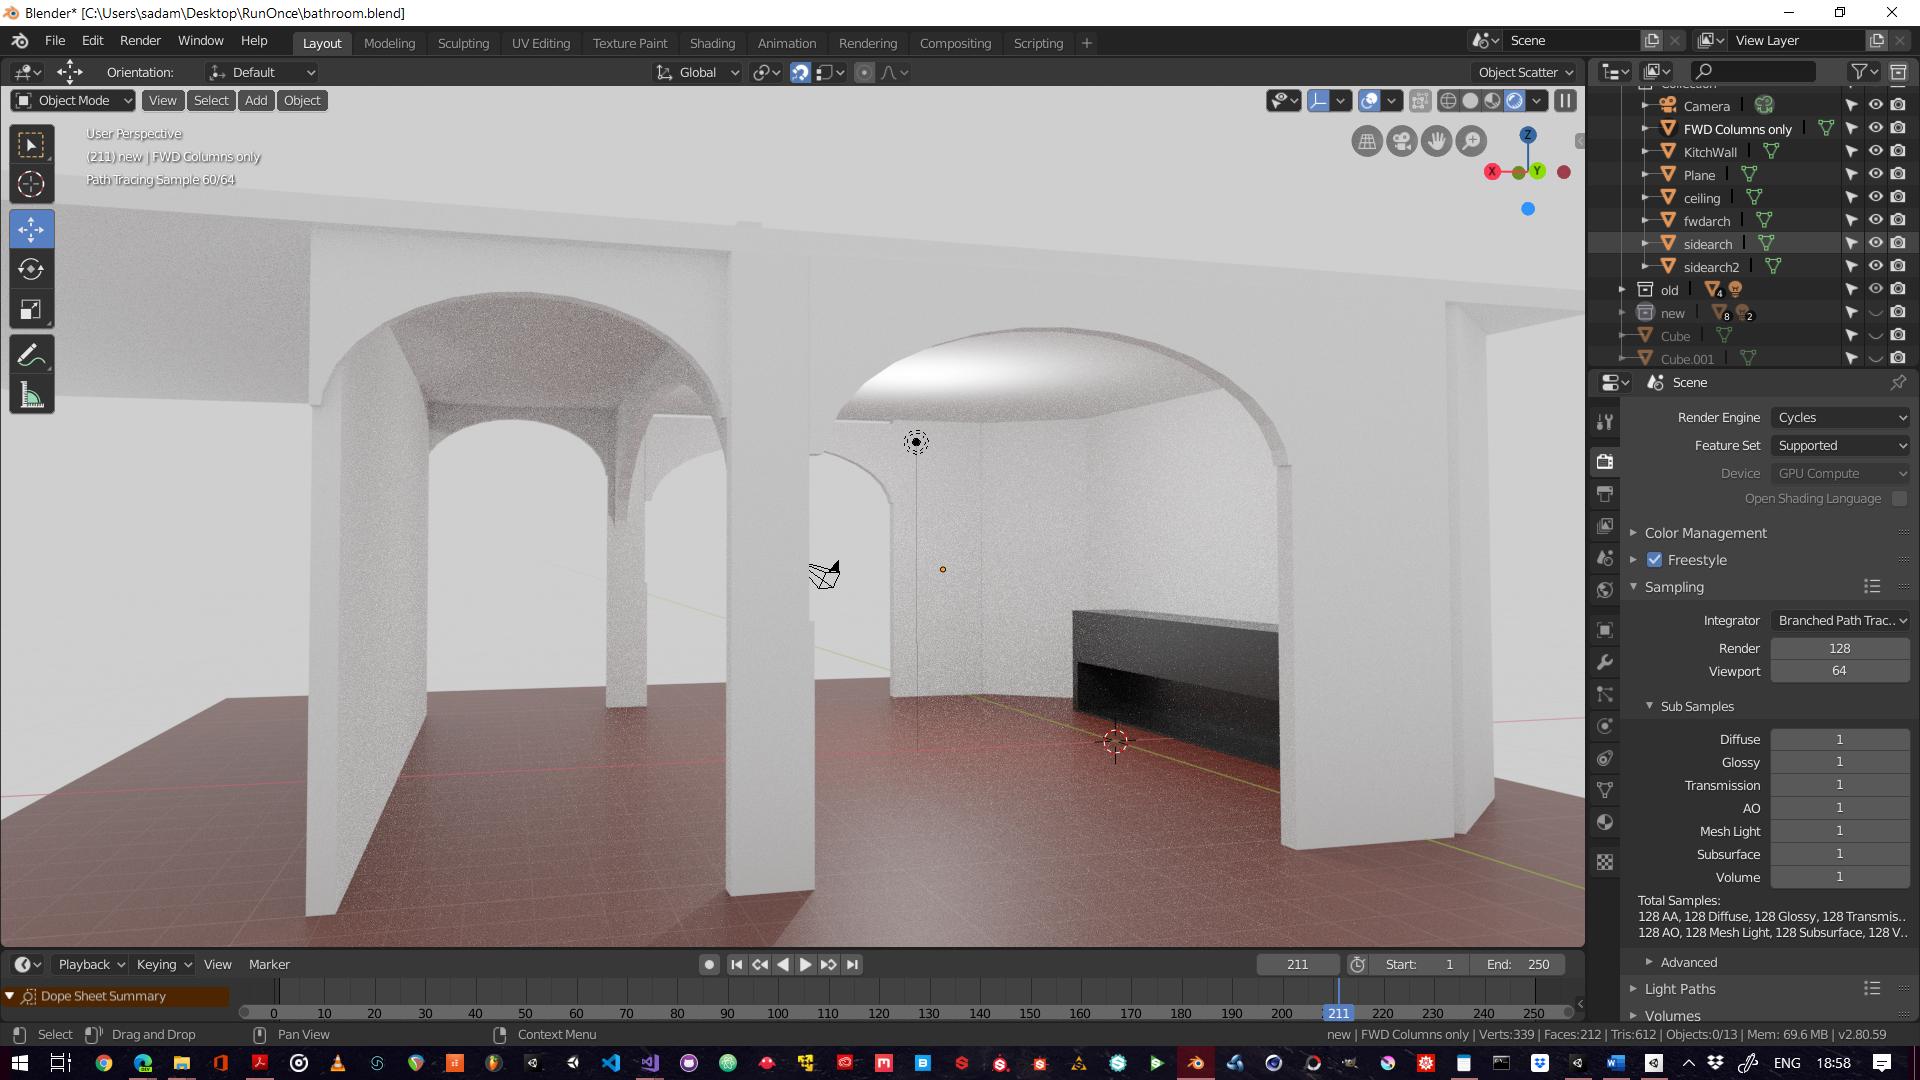 Blender* [C:\Users\sadam\Desktop\RunOnce\bathroom.blend]
File Edit Render Window Help Layout Modeling Sculpting UV Editing Texture Paint Shading Animation Rendering Compositing Scripting + Scene View Layer
Orientation: Default Global Object Scatter
Object Mode View Select Add Object
User Perspective
(211) new | FWD Columns only
Path Tracing Sample 60/64
Z
X Y
Collection
Camera
FWD Columns only
KitchWall
Plane
ceiling
fwdarch
sidearch
sidearch2
old 4
new 8 2
Cube
Cube.001
Scene
Render Engine Cycles
Feature Set Supported
Device GPU Compute
Open Shading Language
Color Management
Freestyle
Sampling
Integrator Branched Path Trac..
Render 128
Viewport 64
Sub Samples
Diffuse 1
Glossy 1
Transmission 1
AO 1
Mesh Light 1
Subsurface 1
Volume 1
Total Samples:
128 AA, 128 Diffuse, 128 Glossy, 128 Transmis..
128 AO, 128 Mesh Light, 128 Subsurface, 128 V..
Advanced
Light Paths
Volumes
Playback Keying View Marker 211 Start: 1 End: 250
Dope Sheet Summary
0 10 20 30 40 50 60 70 80 90 100 110 120 130 140 150 160 170 180 190 200 211 220 230 240 250
Select Drag and Drop Pan View Context Menu new | FWD Columns only | Verts:339 | Faces:212 | Tris:612 | Objects:0/13 | Mem: 69.6 MB | v2.80.59
ENG 18:58